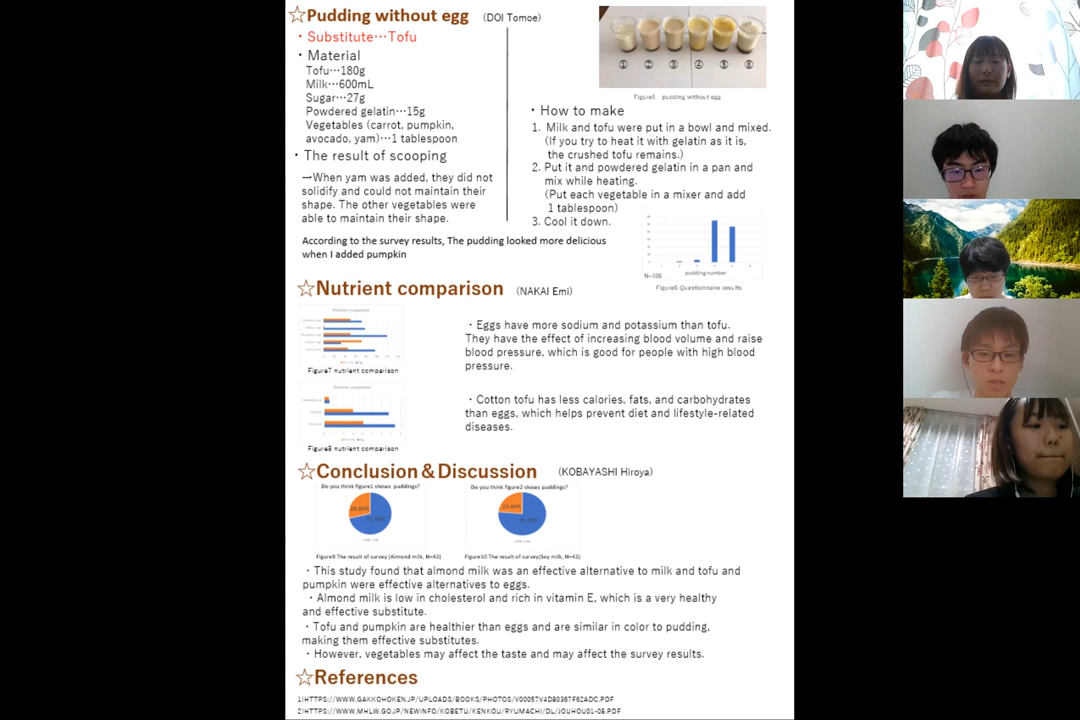 ☆Pudding without egg (DOI Tomoe)
・Substitute…Tofu
・Material
Tofu…180g
Milk…600mL
Sugar…27g
Powdered gelatin…15g
Vegetables (carrot, pumpkin,
avocado, yam)…1 tablespoon
・The result of scooping
→When yam was added, they did not
solidify and could not maintain their
shape. The other vegetables were
able to maintain their shape.
① ② ③ ④ ⑤ ⑥
pudding without egg
・How to make
1. Milk and tofu were put in a bowl and mixed.
(If you try to heat it with gelatin as it is,
the crushed tofu remains.)
2. Put it and powdered gelatin in a pan and
mix while heating.
(Put each vegetable in a mixer and add
1 tablespoon)
3. Cool it down.
According to the survey results, The pudding looked more delicious
when I added pumpkin
pudding number
Figure6 Questionnaire results
☆Nutrient comparison (NAKAI Emi)
Nutrient comparison
Figure7 nutrient comparison
Nutrient comparison
Figure8 nutrient comparison
・Eggs have more sodium and potassium than tofu.
They have the effect of increasing blood volume and raise
blood pressure, which is good for people with high blood
pressure.
・Cotton tofu has less calories, fats, and carbohydrates
than eggs, which helps prevent diet and lifestyle-related
diseases.
☆Conclusion & Discussion (KOBAYASHI Hiroya)
Do you think figure1 shows puddings?
Do you think figure2 shows puddings?
Figure9 The result of survey (Almond milk, N=42)
Figure10 The result of survey(Soy milk, N=42)
・This study found that almond milk was an effective alternative to milk and tofu and
pumpkin were effective alternatives to eggs.
・Almond milk is low in cholesterol and rich in vitamin E, which is a very healthy
and effective substitute.
・Tofu and pumpkin are healthier than eggs and are similar in color to pudding,
making them effective substitutes.
・However, vegetables may affect the taste and may affect the survey results.
☆References